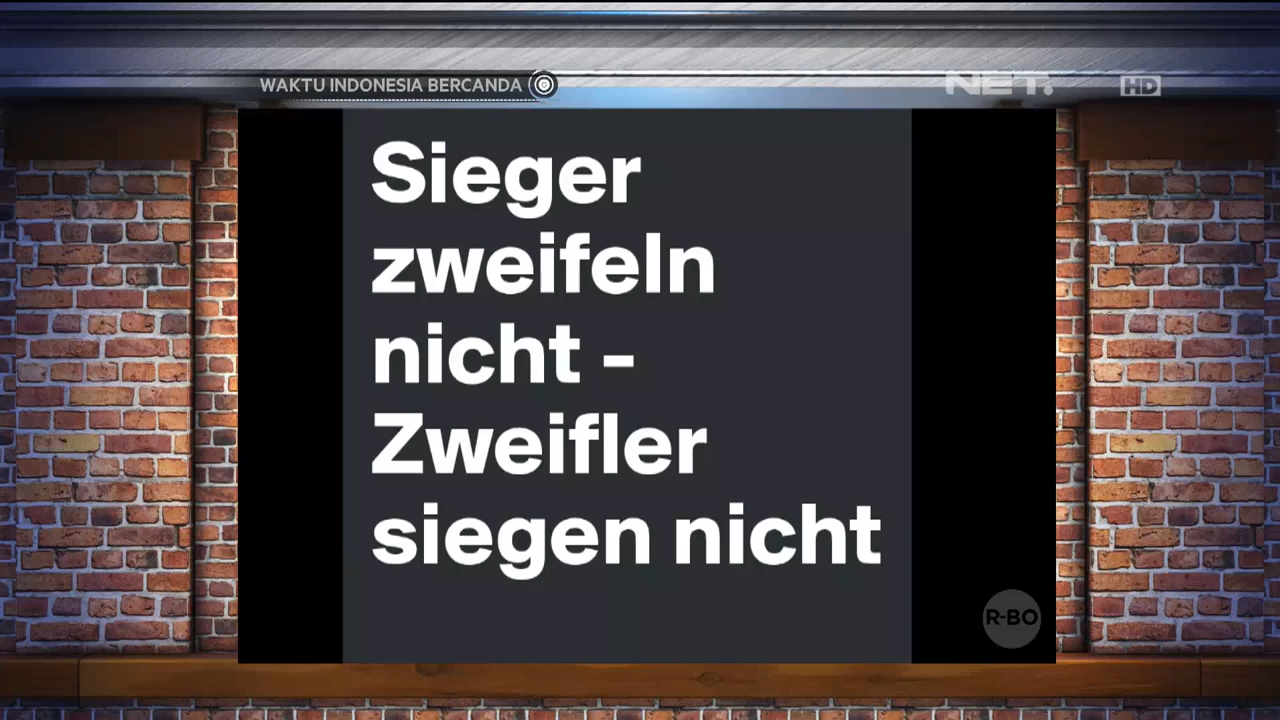 WAKTU INDONESIA BERCANDA
NET.
HD
Sieger
zweifeln
nicht -
Zweifler
siegen nicht
R-BO